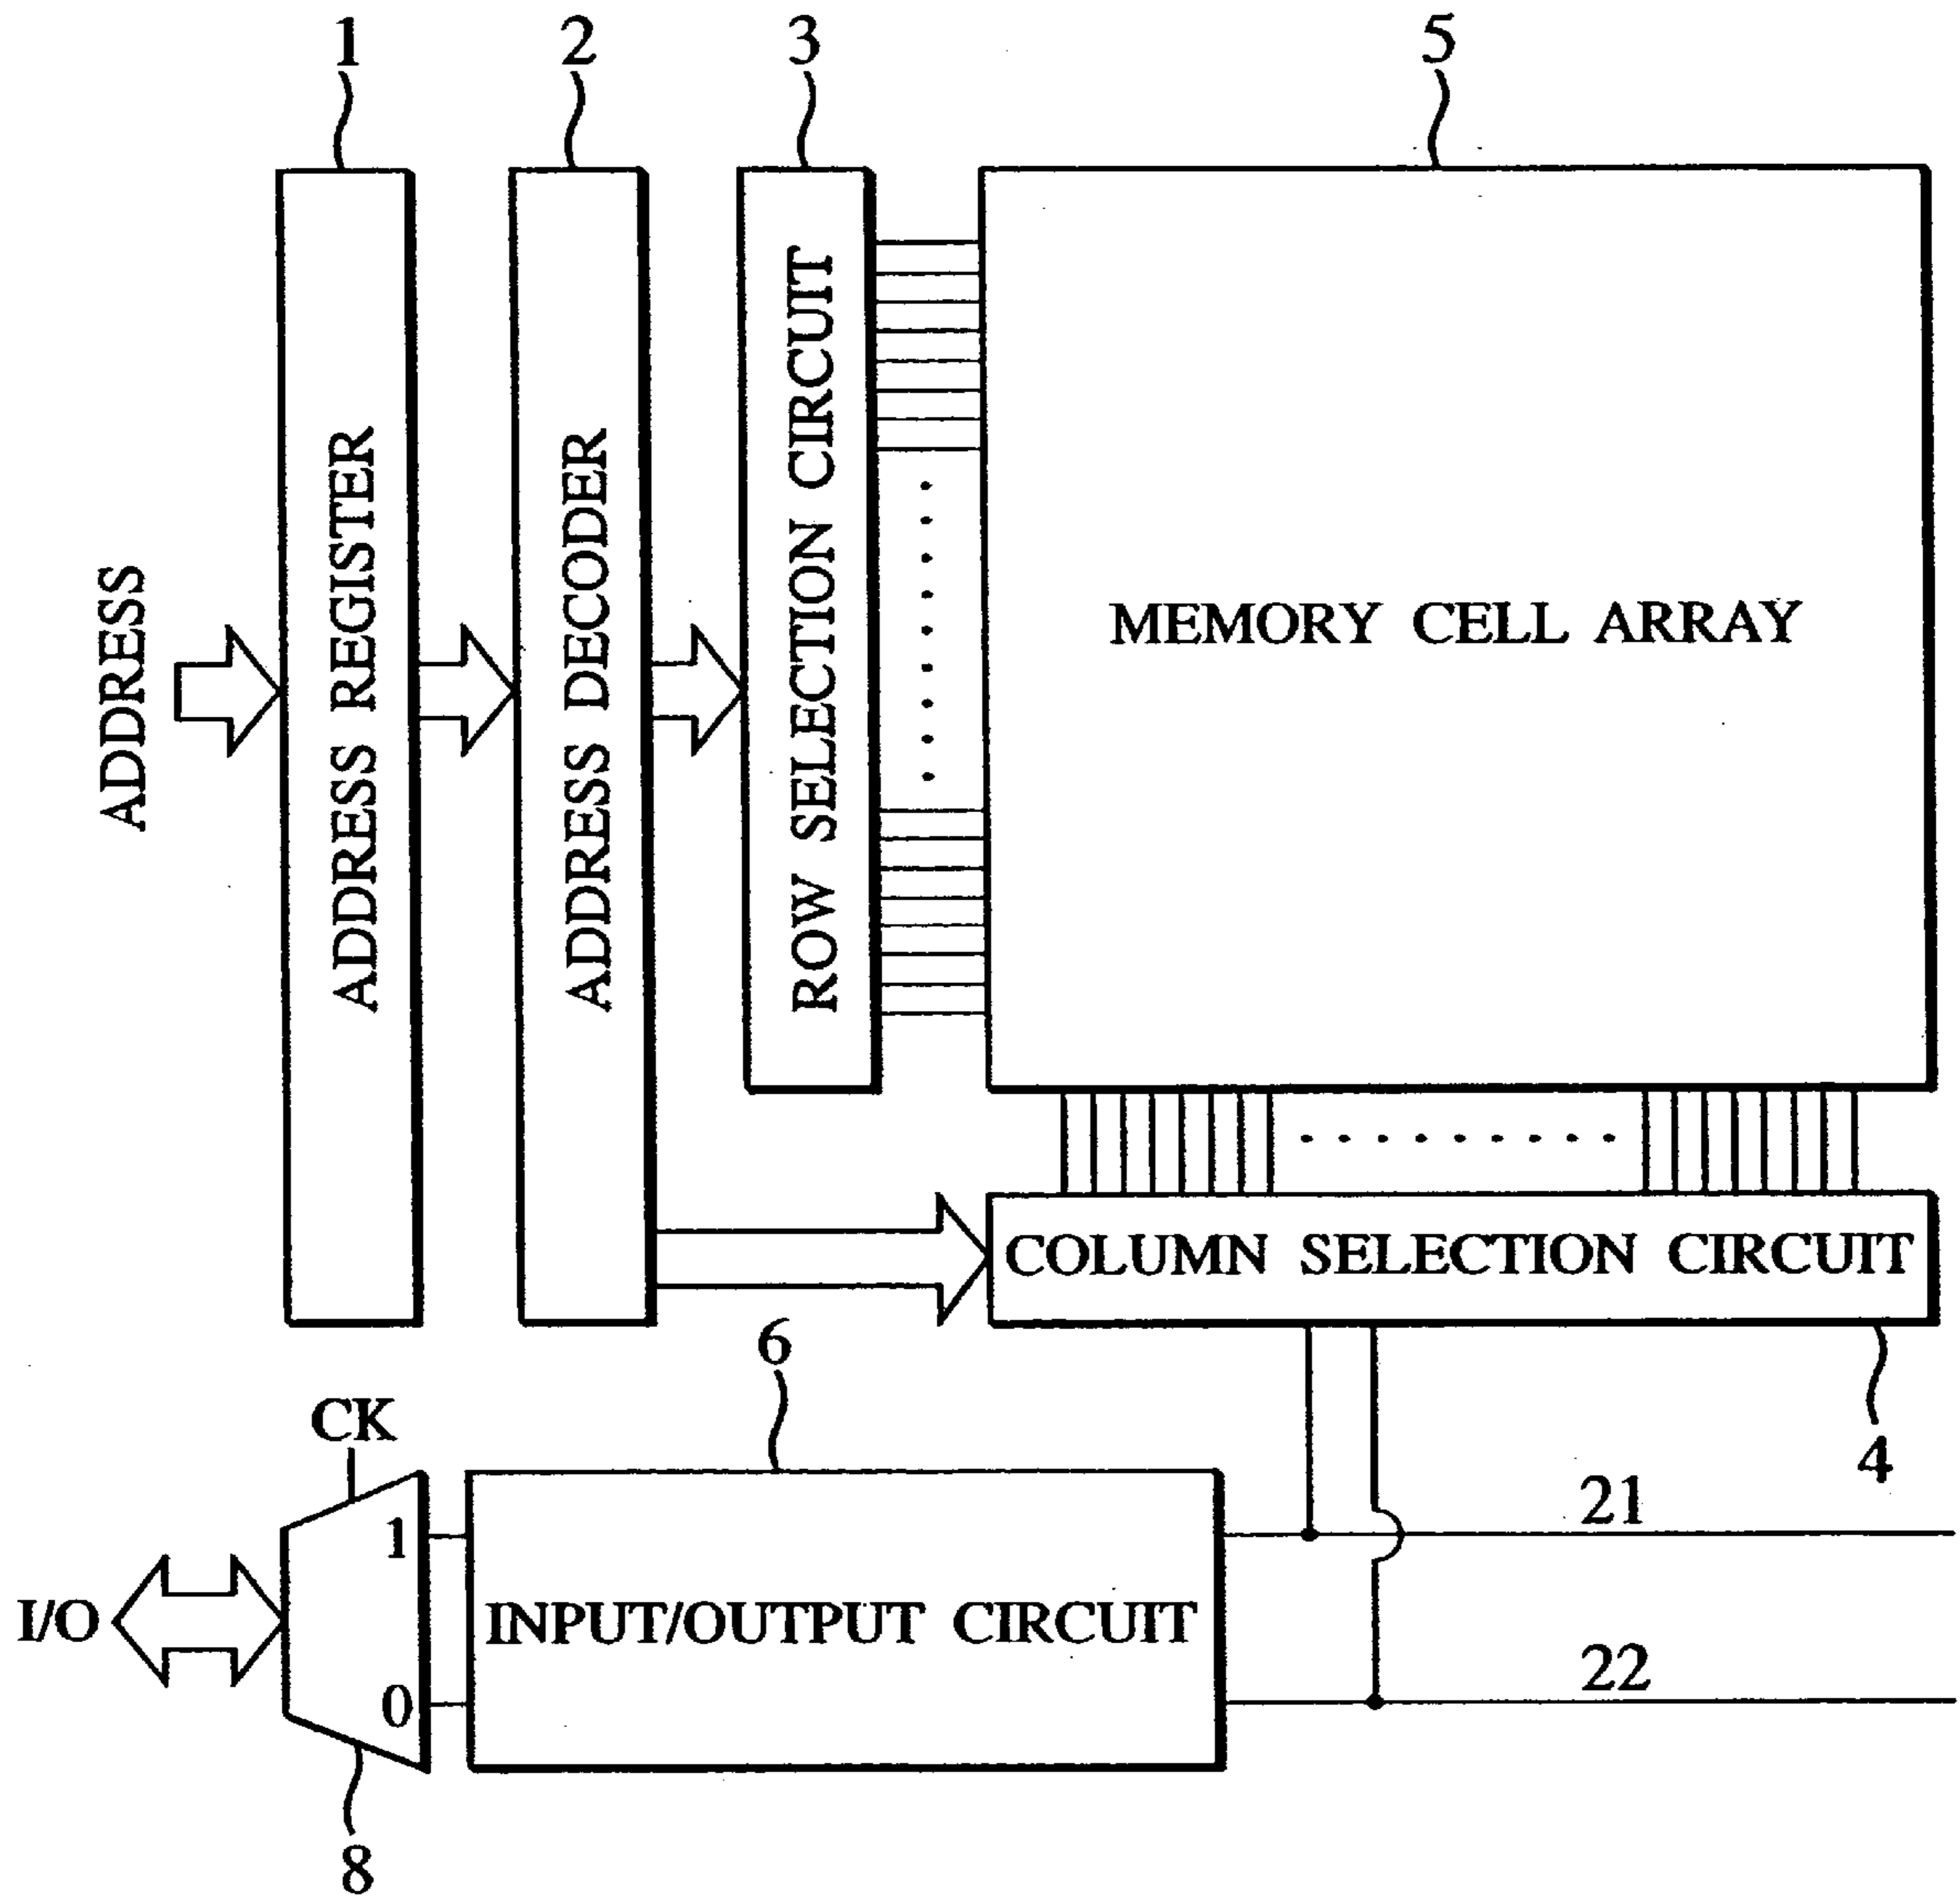 1
2
3
5
ADDRESS
ADDRESS REGISTER
ADDRESS DECODER
ROW SELECTION CIRCUIT
MEMORY CELL ARRAY
COLUMN SELECTION CIRCUIT
6
4
CK
21
1
INPUT/OUTPUT CIRCUIT
I/O
22
0
8